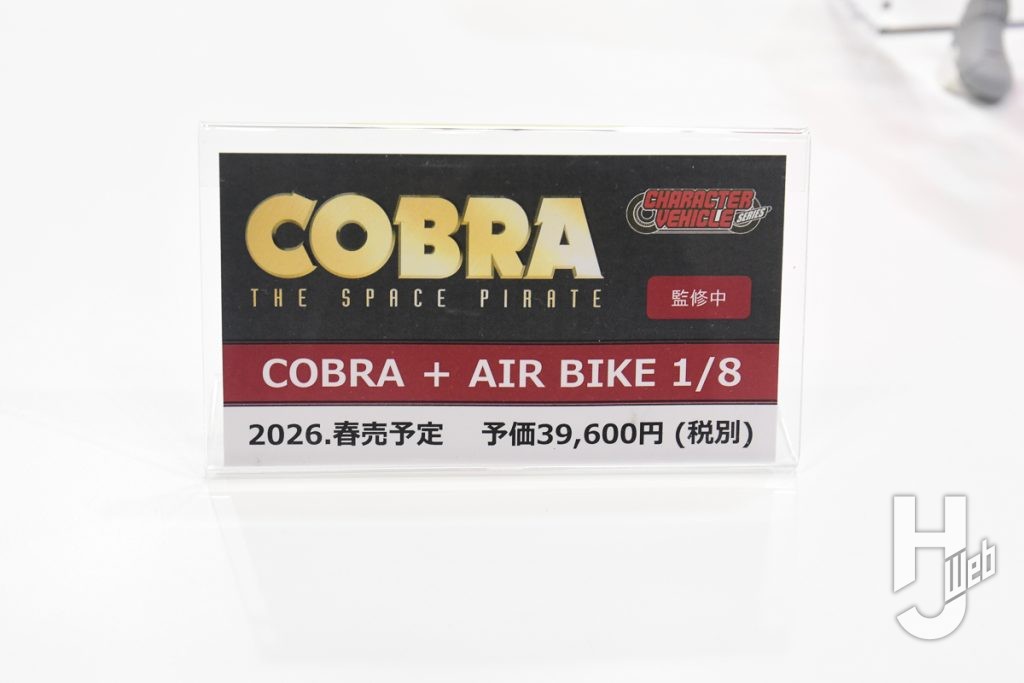 COBRA
THE SPACE PIRATE
CHARACTER
VEHICLE
SERIES
監修中
COBRA + AIR BIKE 1/8
2026.春売予定 予価39,600円 (税別)
HJ Web